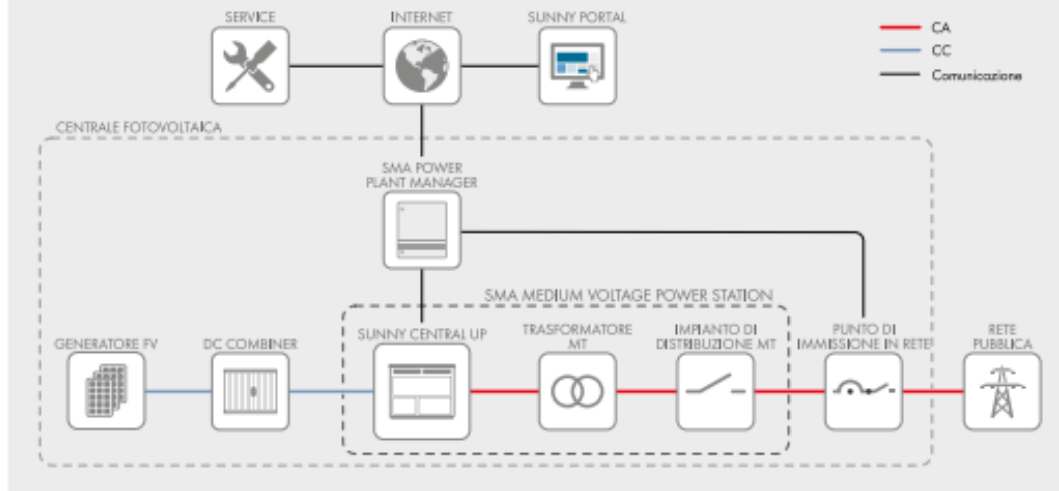 SERVICE
INTERNET
SUNNY PORTAL
CA
CC
Comunicazione
CENTRALE FOTOVOLTAICA
SMA POWER
PLANT MANAGER
SMA MEDIUM VOLTAGE POWER STATION
GENERATORE FV
DC COMBINER
SUNNY CENTRAL UP
TRASFORMATORE
MT
IMPIANTO DI
DISTRIBUZIONE MT
PUNTO DI
IMMISSIONE IN RETE
RETE
PUBBLICA